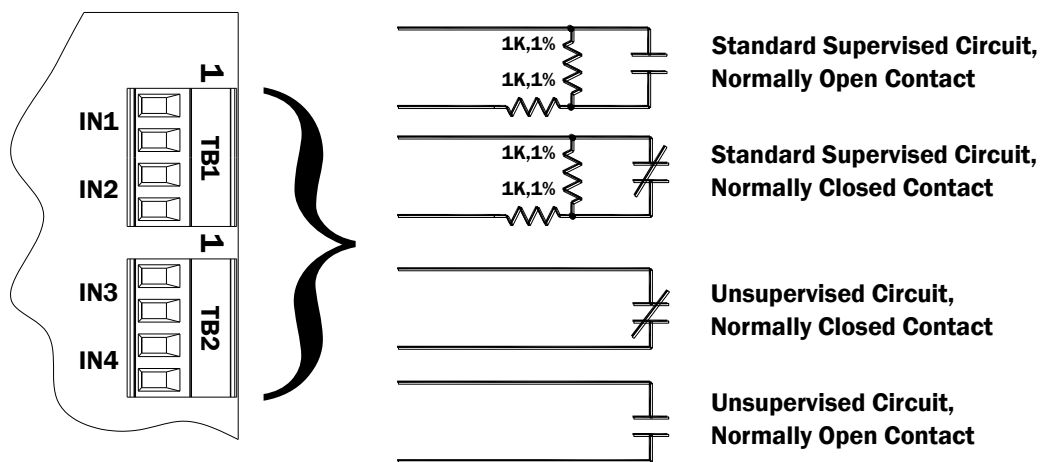 1
IN1
IN2
TB1
1
IN3
IN4
TB2
1K,1%
1K,1%
Standard Supervised Circuit,
Normally Open Contact
1K,1%
1K,1%
Standard Supervised Circuit,
Normally Closed Contact
Unsupervised Circuit,
Normally Closed Contact
Unsupervised Circuit,
Normally Open Contact